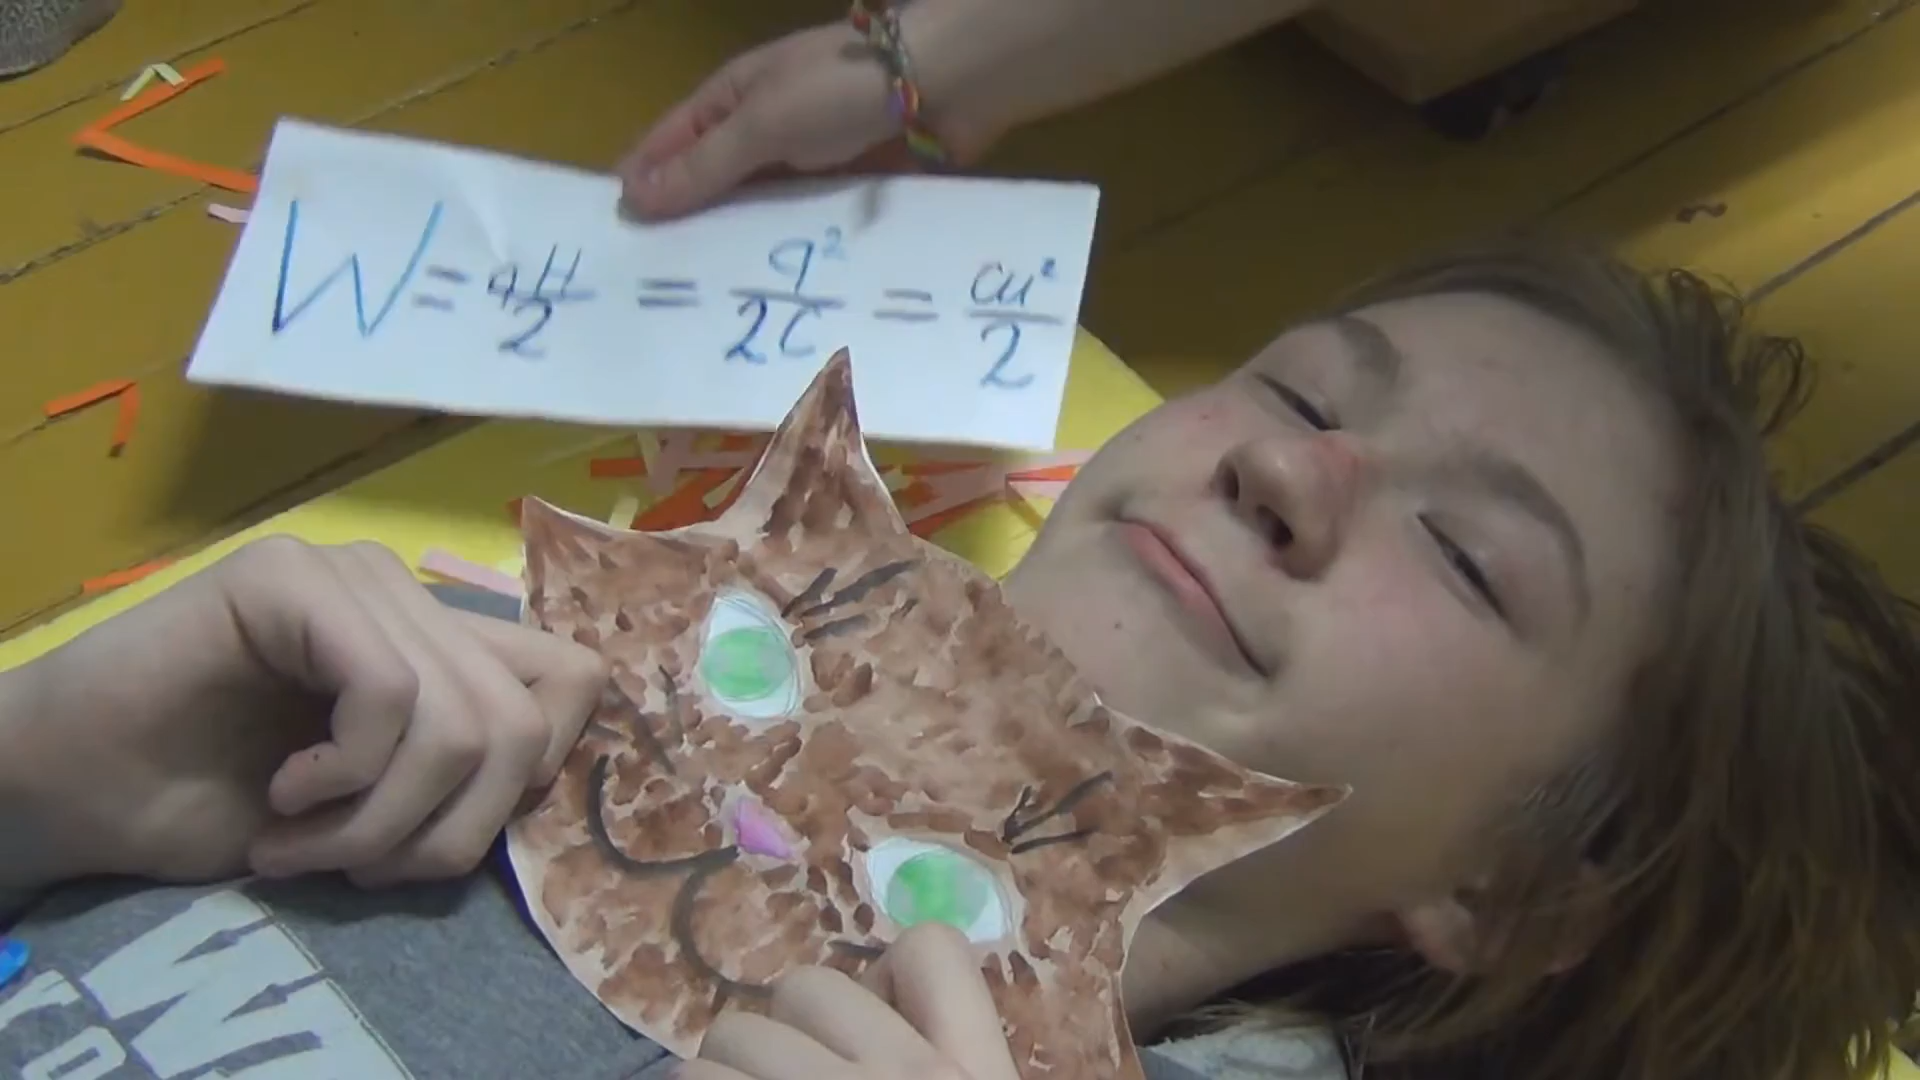 W = qU/2 = q²/2C = CU²/2